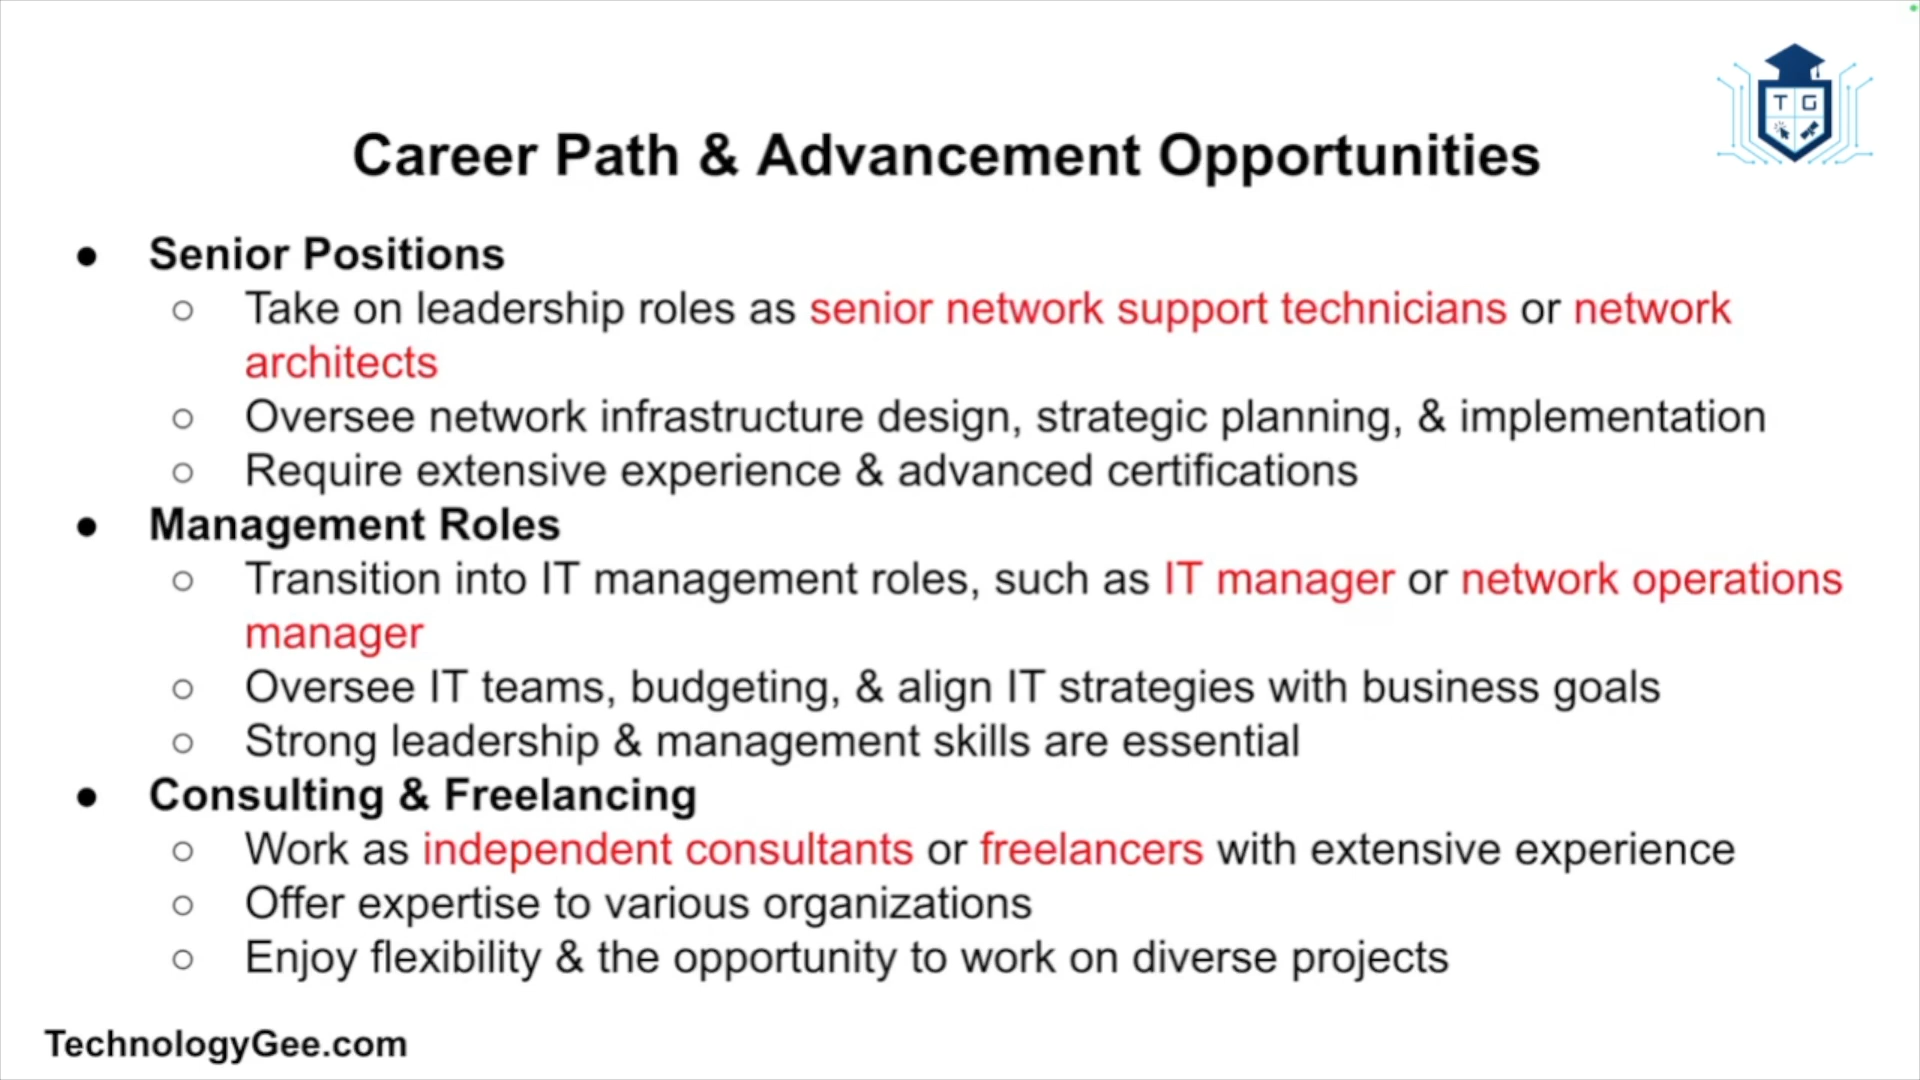 T G
Career Path & Advancement Opportunities
● Senior Positions
○ Take on leadership roles as senior network support technicians or network
architects
○ Oversee network infrastructure design, strategic planning, & implementation
○ Require extensive experience & advanced certifications
● Management Roles
○ Transition into IT management roles, such as IT manager or network operations
manager
○ Oversee IT teams, budgeting, & align IT strategies with business goals
○ Strong leadership & management skills are essential
● Consulting & Freelancing
○ Work as independent consultants or freelancers with extensive experience
○ Offer expertise to various organizations
○ Enjoy flexibility & the opportunity to work on diverse projects
TechnologyGee.com